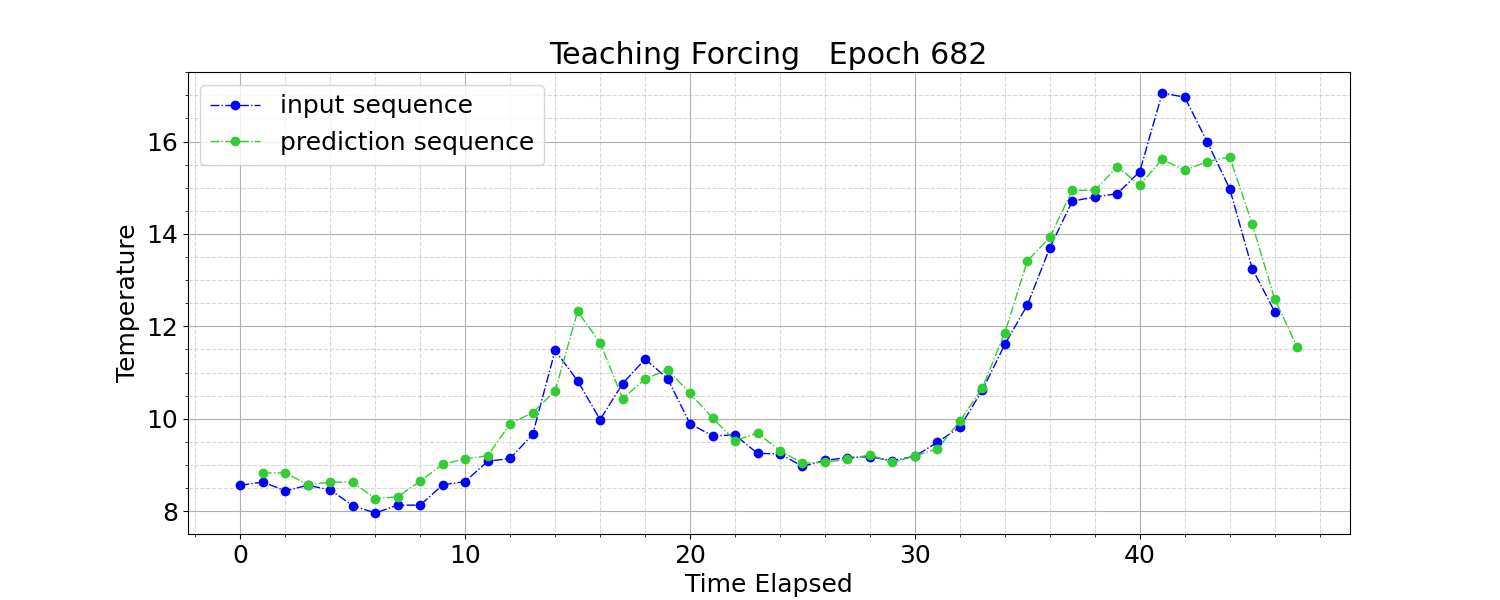 Teaching Forcing   Epoch 682
input sequence
prediction sequence
Temperature
16
14
12
10
8
0 10 20 30 40
Time Elapsed